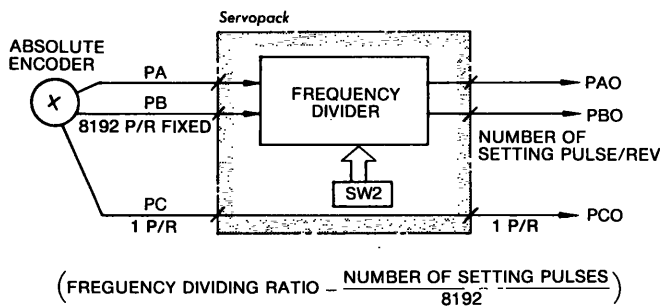 Servopack
ABSOLUTE
ENCODER
PA
PAO
PB
8192 P/R FIXED
FREQUENCY
DIVIDER
PBO
NUMBER OF
SETTING PULSE/REV
SW2
PC
1 P/R
1 P/R
PCO
(FREGUENCY DIVIDING RATIO – NUMBER OF SETTING PULSES
8192)